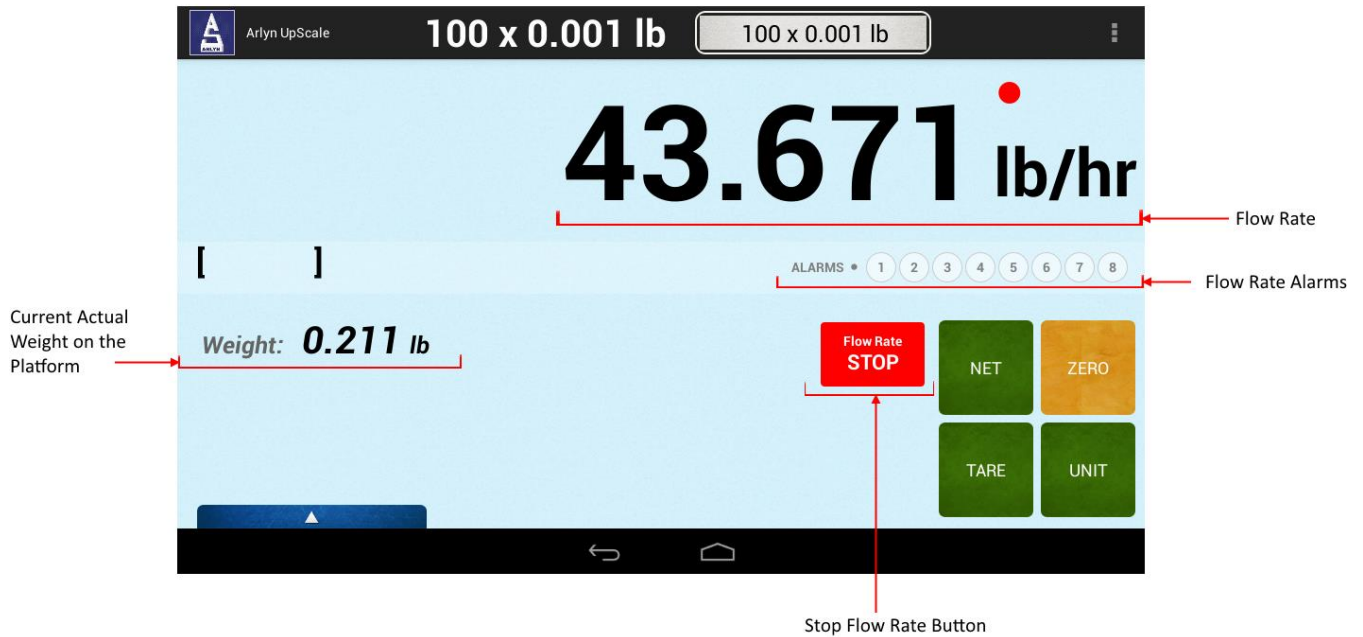 ARLYN
Arlyn UpScale
100 x 0.001 lb
100 x 0.001 lb
43.671 lb/hr
Flow Rate
[ ]
ALARMS • 1 2 3 4 5 6 7 8
Flow Rate Alarms
Current Actual
Weight on the
Platform
Weight: 0.211 lb
Flow Rate
STOP
NET
ZERO
TARE
UNIT
Stop Flow Rate Button